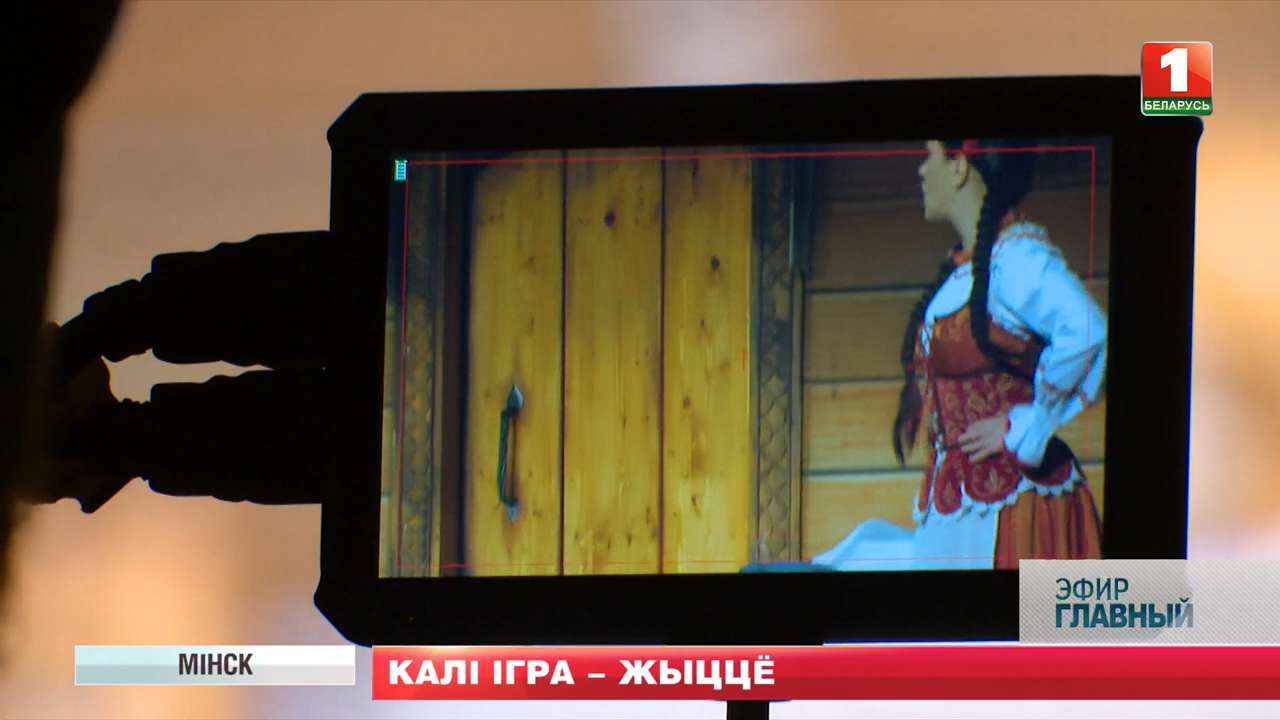 1
БЕЛАРУСЬ
ЭФИР
ГЛАВНЫЙ
МІНСК
КАЛІ ІГРА – ЖЫЦЦЁ